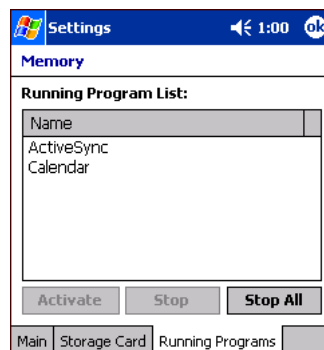 Settings 1:00 ok
Memory
Running Program List:
Name
ActiveSync
Calendar
Activate Stop Stop All
Main Storage Card Running Programs